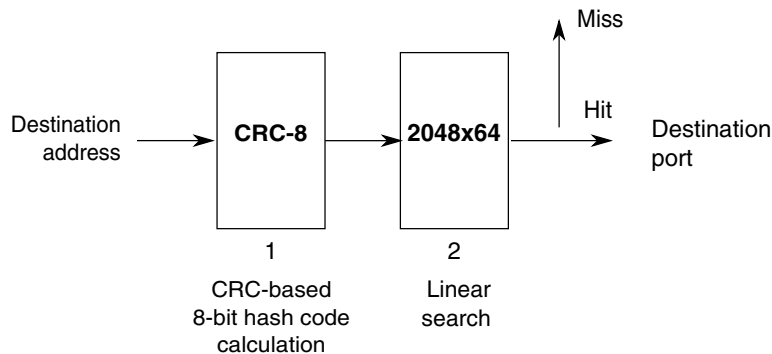 Destination
address
CRC-8
2048x64
Miss
Hit
Destination
port
1
CRC-based
8-bit hash code
calculation
2
Linear
search